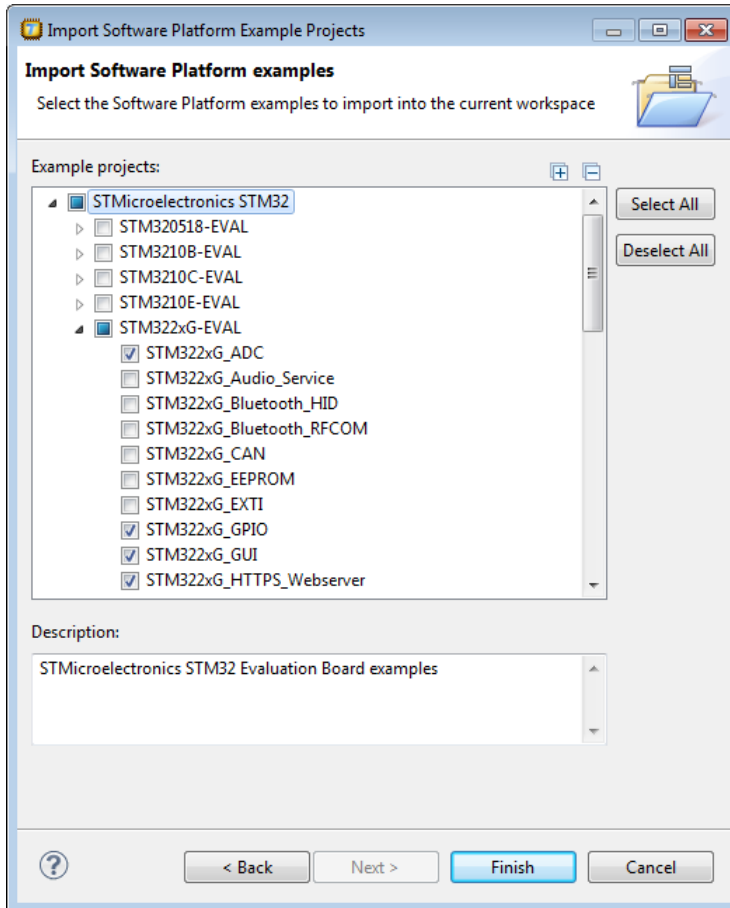 Import Software Platform Example Projects
Import Software Platform examples
Select the Software Platform examples to import into the current workspace
Example projects:
STMicroelectronics STM32
Select All
STM320518-EVAL
STM3210B-EVAL
Deselect All
STM3210C-EVAL
STM3210E-EVAL
STM322xG-EVAL
STM322xG_ADC
STM322xG_Audio_Service
STM322xG_Bluetooth_HID
STM322xG_Bluetooth_RFCOM
STM322xG_CAN
STM322xG_EEPROM
STM322xG_EXTI
STM322xG_GPIO
STM322xG_GUI
STM322xG_HTTPS_Webserver
Description:
STMicroelectronics STM32 Evaluation Board examples
? < Back Next > Finish Cancel